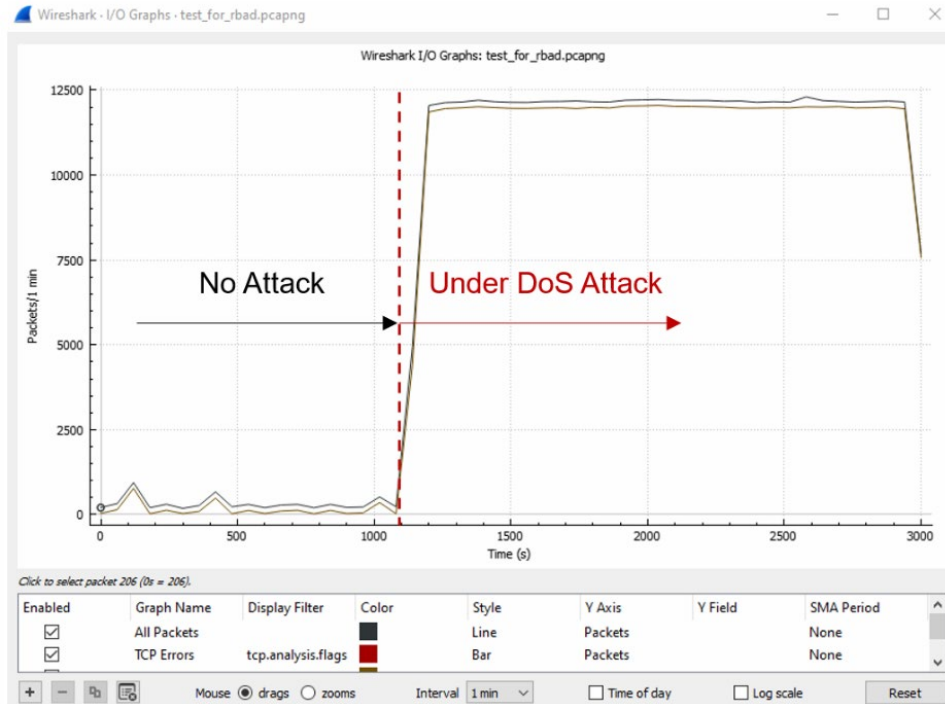 Wireshark · I/O Graphs · test_for_rbad.pcapng
Wireshark I/O Graphs: test_for_rbad.pcapng
12500
10000
7500
5000
2500
0
Packets/1 min
No Attack
Under DoS Attack
0 500 1000 1500 2000 2500 3000
Time (s)
Click to select packet 206 (0s = 206).
Enabled Graph Name Display Filter Color Style Y Axis Y Field SMA Period
All Packets Line Packets None
TCP Errors tcp.analysis.flags Bar Packets None
Mouse drags zooms Interval 1 min Time of day Log scale Reset